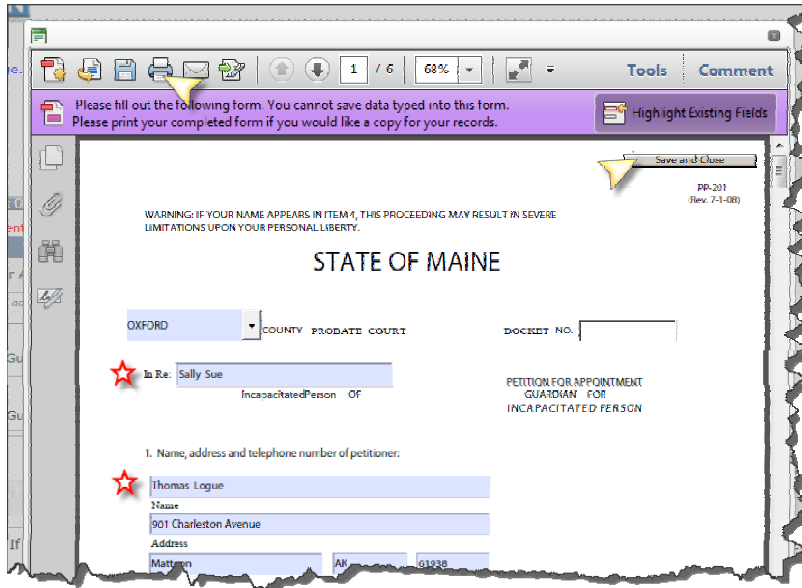 1 / 6 68% Tools Comment
Please fill out the following form. You cannot save data typed into this form.
Please print your completed form if you would like a copy for your records.
Highlight Existing Fields
Save and Close
PP-201
(Rev. 7-1-08)
WARNING: IF YOUR NAME APPEARS IN ITEM 4, THIS PROCEEDING MAY RESULT IN SEVERE
LIMITATIONS UPON YOUR PERSONAL LIBERTY.
STATE OF MAINE
OXFORD COUNTY PROBATE COURT DOCKET NO.
In Re: Sally Sue
IncapacitatedPerson Of
PETITION FOR APPOINTMENT
GUARDIAN FOR
INCAPACITATED PERSON
1. Name, address and telephone number of petitioner:
Thomas Logue
Name
901 Charleston Avenue
Address
Mattoon AK 61938
If